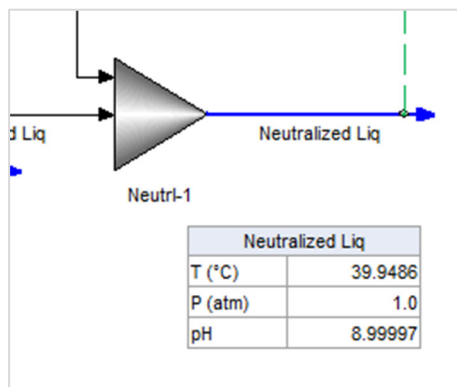 d Liq
Neutralized Liq
Neutrl-1
Neutralized Liq
T (°C) 39.9486
P (atm) 1.0
pH 8.99997